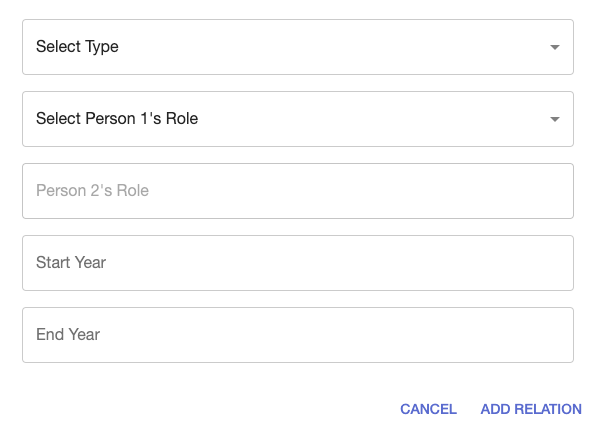 Select Type
Select Person 1's Role
Person 2's Role
Start Year
End Year
CANCEL ADD RELATION